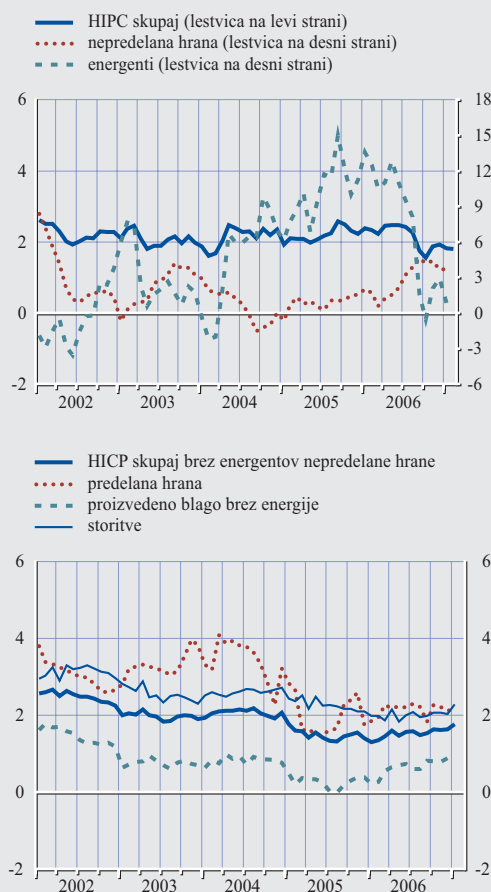 HIPC skupaj (lestvica na levi strani)
nepredelana hrana (lestvica na desni strani)
energenti (lestvica na desni strani)
6 18
15
4 12
9
2 6
3
0 0
-3
-2 -6
2002 2003 2004 2005 2006
HICP skupaj brez energentov nepredelane hrane
predelana hrana
proizvedeno blago brez energije
storitve
6 6
4 4
2 2
0 0
-2 -2
2002 2003 2004 2005 2006